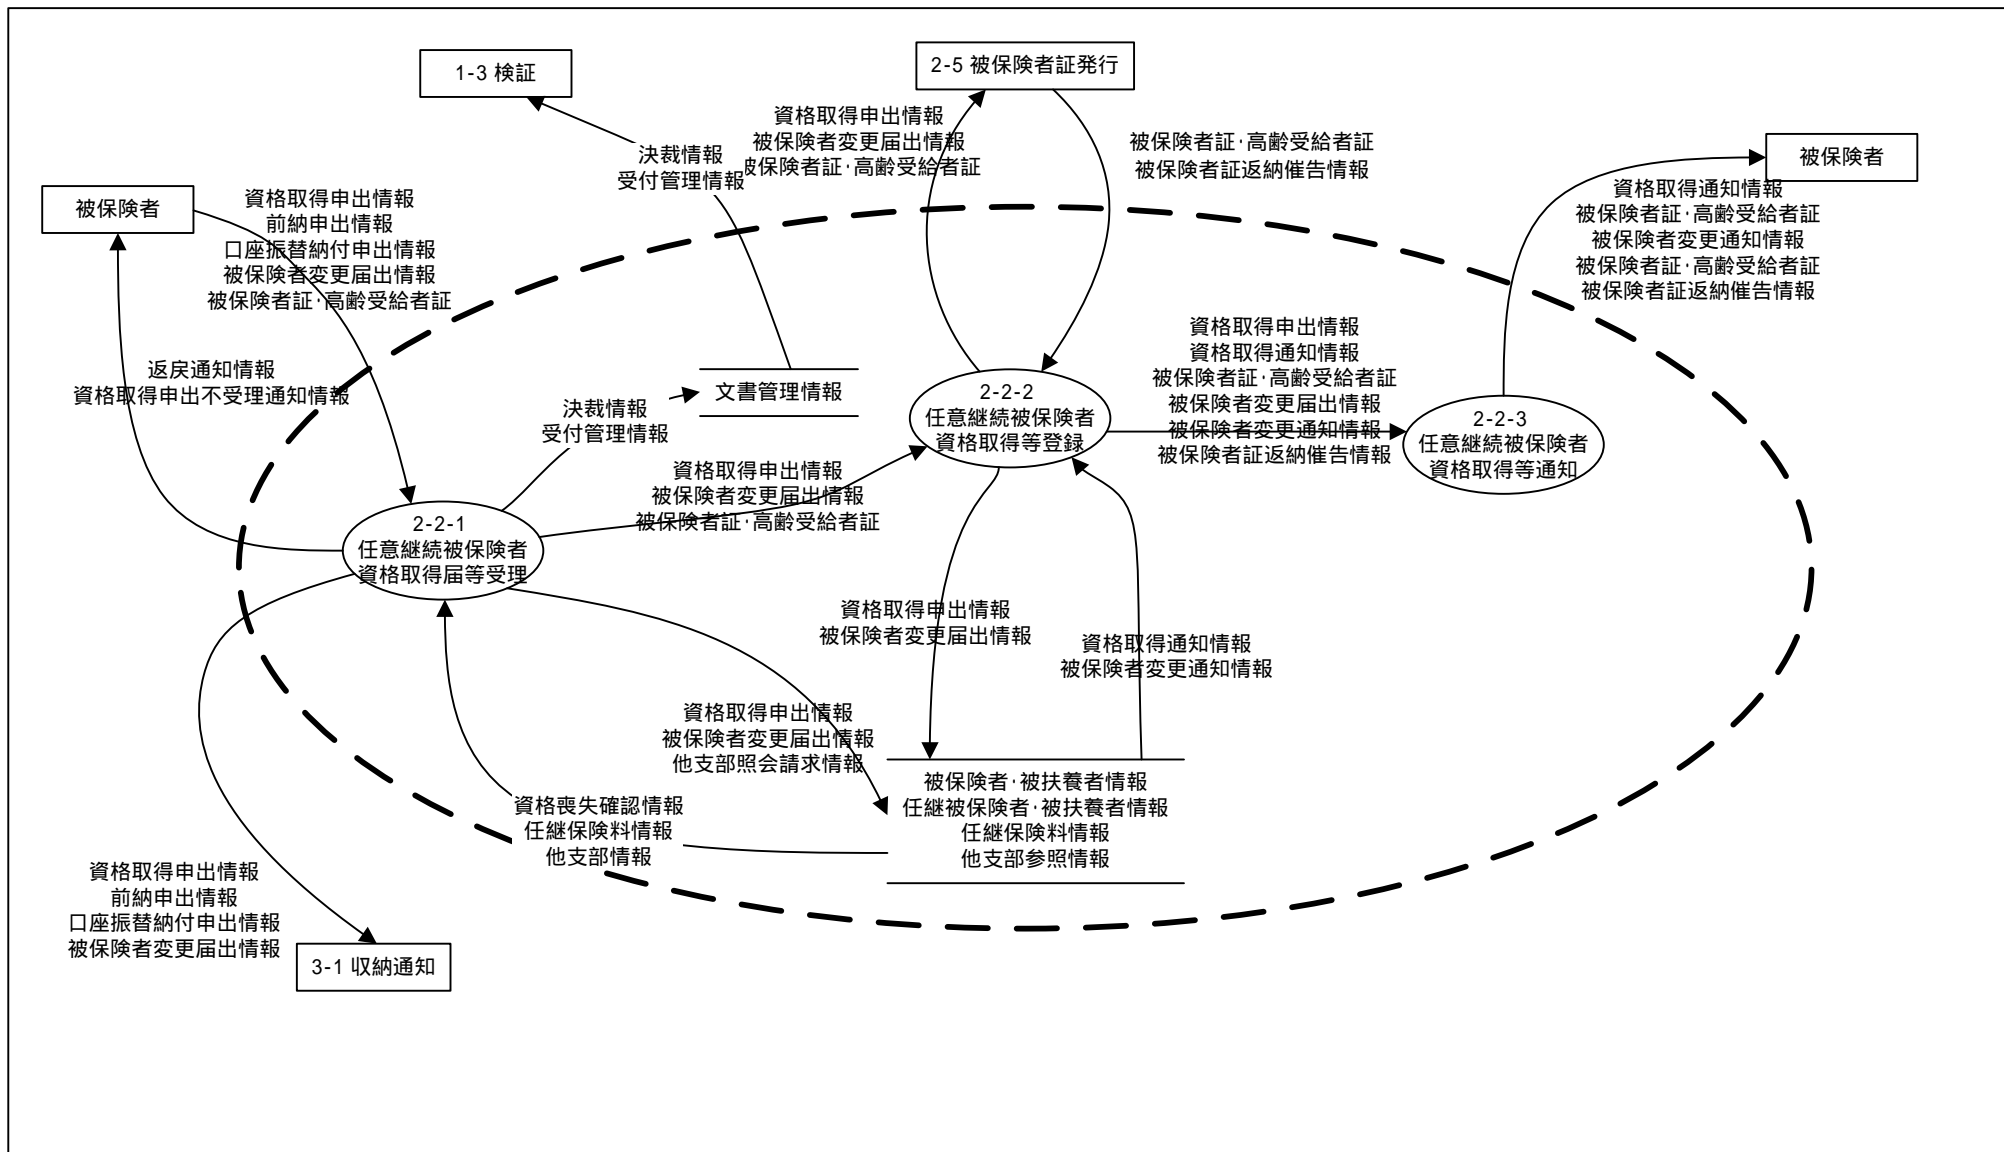 1-3 検証
2-5 被保険者証発行
資格取得申出情報
被保険者変更届出情報
被保険者証・高齢受給者証
被保険者証・高齢受給者証
被保険者証返納催告情報
決裁情報
受付管理情報
被保険者
資格取得通知情報
被保険者証・高齢受給者証
被保険者変更通知情報
被保険者証・高齢受給者証
被保険者証返納催告情報
被保険者
資格取得申出情報
前納申出情報
口座振替納付申出情報
被保険者変更届出情報
被保険者証・高齢受給者証
返戻通知情報
資格取得申出不受理通知情報
文書管理情報
決裁情報
受付管理情報
2-2-2
任意継続被保険者
資格取得等登録
資格取得申出情報
資格取得通知情報
被保険者証・高齢受給者証
被保険者変更届出情報
被保険者変更通知情報
被保険者証返納催告情報
2-2-3
任意継続被保険者
資格取得等通知
資格取得申出情報
被保険者変更届出情報
被保険者証・高齢受給者証
2-2-1
任意継続被保険者
資格取得届等受理
資格取得申出情報
被保険者変更届出情報
資格取得通知情報
被保険者変更通知情報
資格取得申出情報
被保険者変更届出情報
他支部照会請求情報
資格喪失確認情報
任継保険料情報
他支部情報
被保険者・被扶養者情報
任継被保険者・被扶養者情報
任継保険料情報
他支部参照情報
資格取得申出情報
前納申出情報
口座振替納付申出情報
被保険者変更届出情報
3-1 収納通知